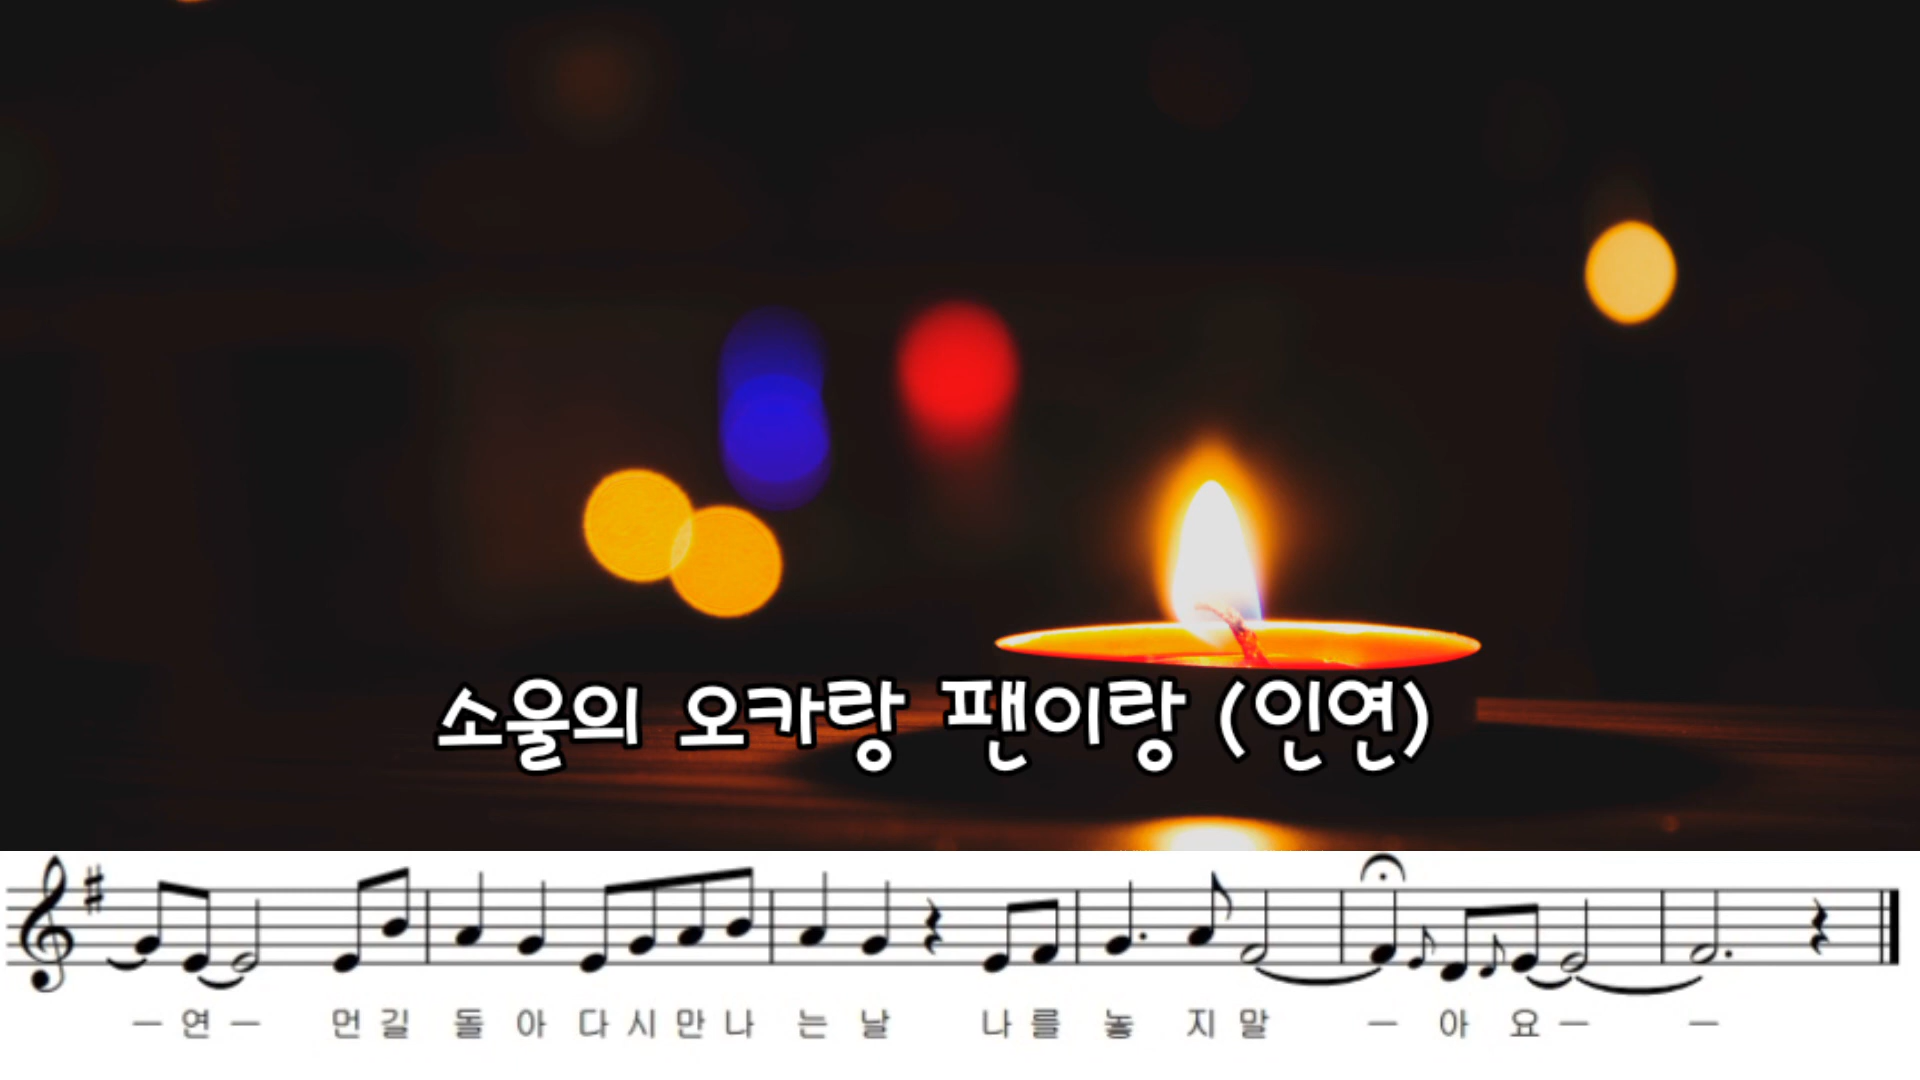 소울의 오카랑 팬이랑 (인연)
ㅡ 연 ㅡ 먼 길 돌 아 다 시 만 나 는 날 나 를 놓 지 말 ㅡ 아 요 ㅡ ㅡ